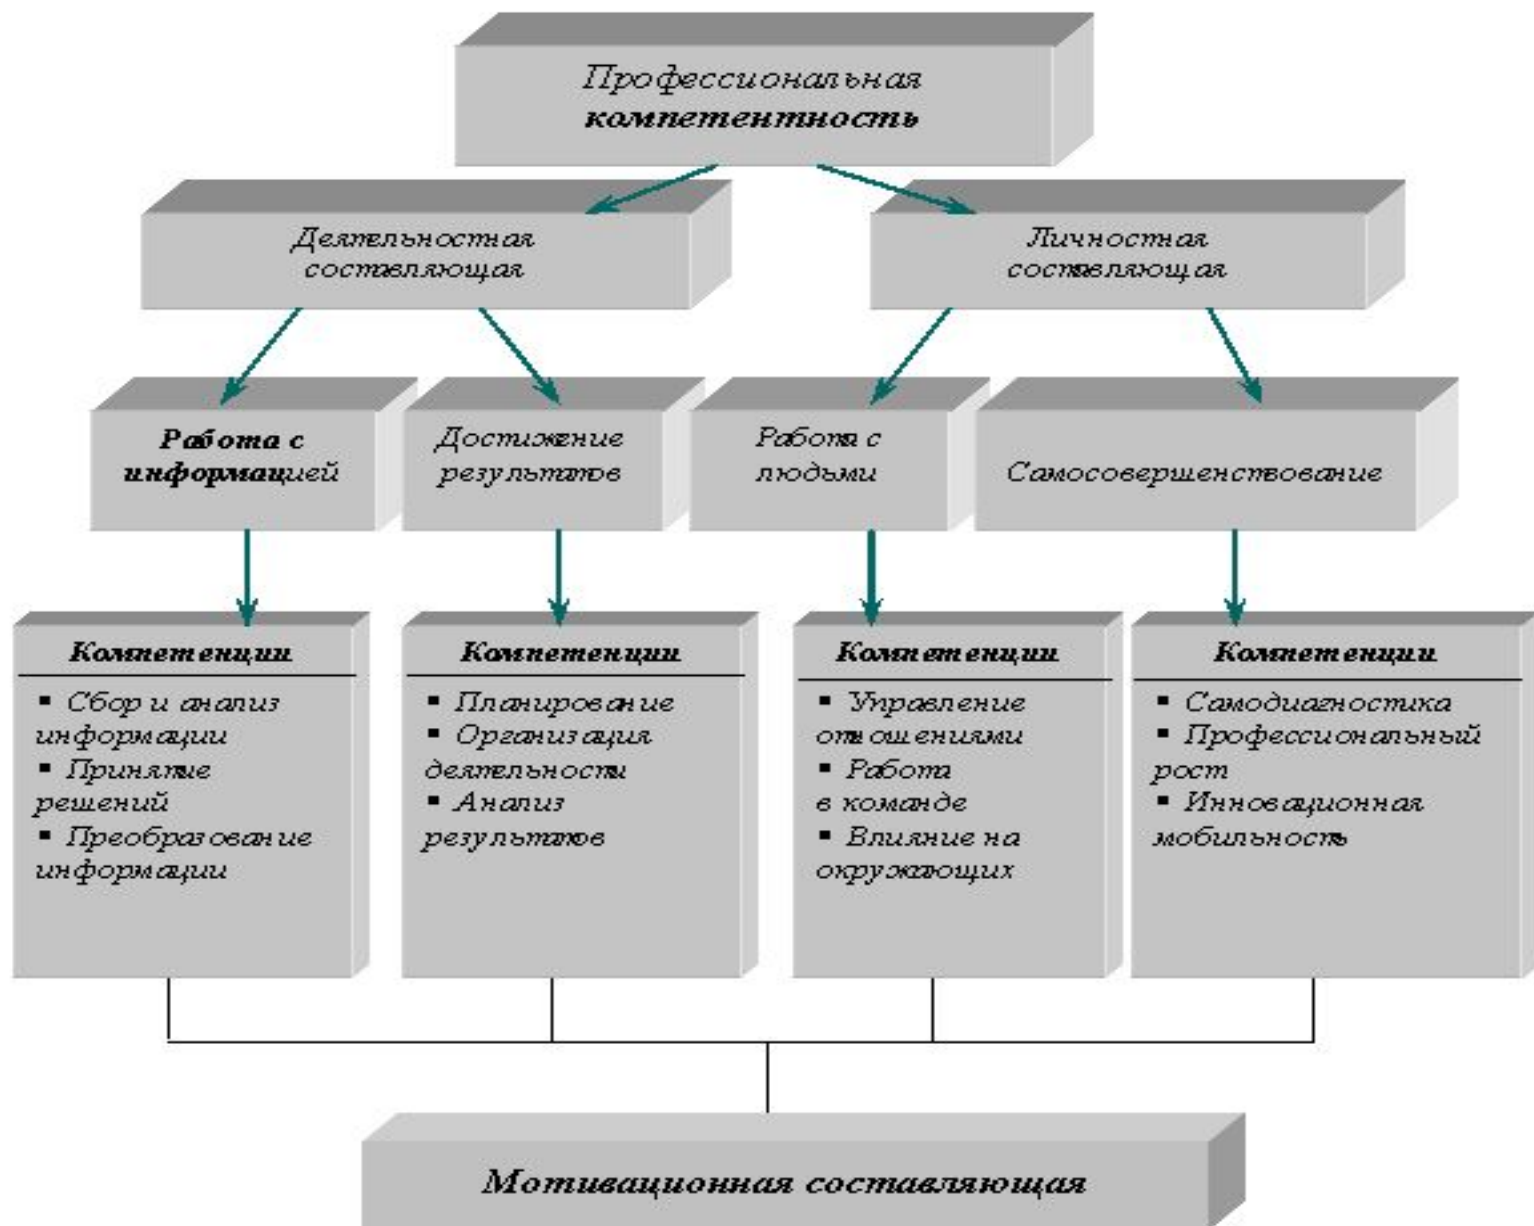 Профессиональная
компетентность
Деятельностная
составляющая
Личностная
составляющая
Работа с
информацией
Достижение
результатов
Работа с
людьми
Самосовершенствование
Компетенции
▪ Сбор и анализ
информации
▪ Принятие
решений
▪ Преобразование
информации
Компетенции
▪ Планирование
▪ Организация
деятельности
▪ Анализ
результатов
Компетенции
▪ Управление
отношениями
▪ Работа
в команде
▪ Влияние на
окружающих
Компетенции
▪ Самодиагностика
▪ Профессиональный
рост
▪ Инновационная
мобильность
Мотивационная составляющая